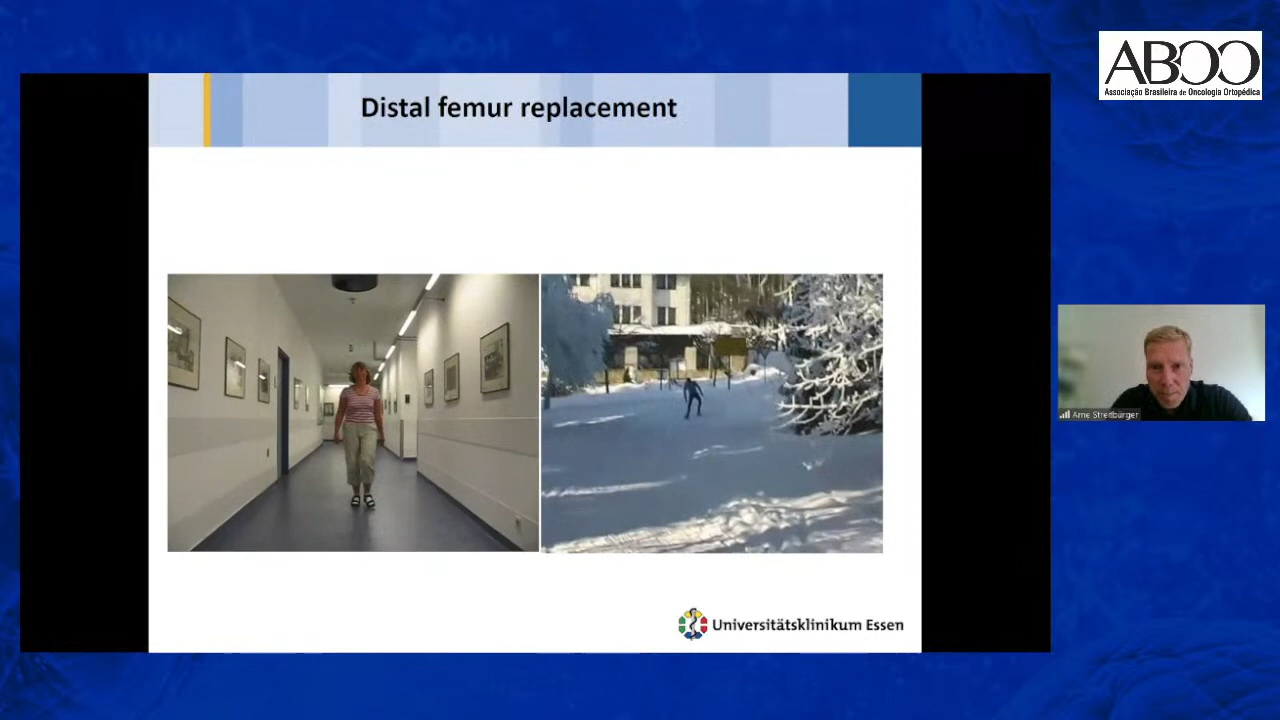 Distal femur replacement
ABOO
Associação Brasileira de Oncologia Ortopédica
Arne Streitbürger
Universitätsklinikum Essen